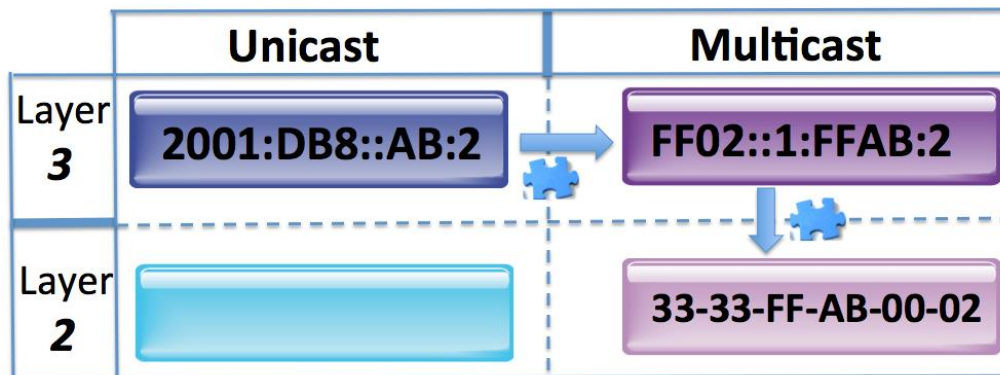 Unicast
Multicast
Layer
3
2001:DB8::AB:2
FF02::1:FFAB:2
Layer
2
33-33-FF-AB-00-02